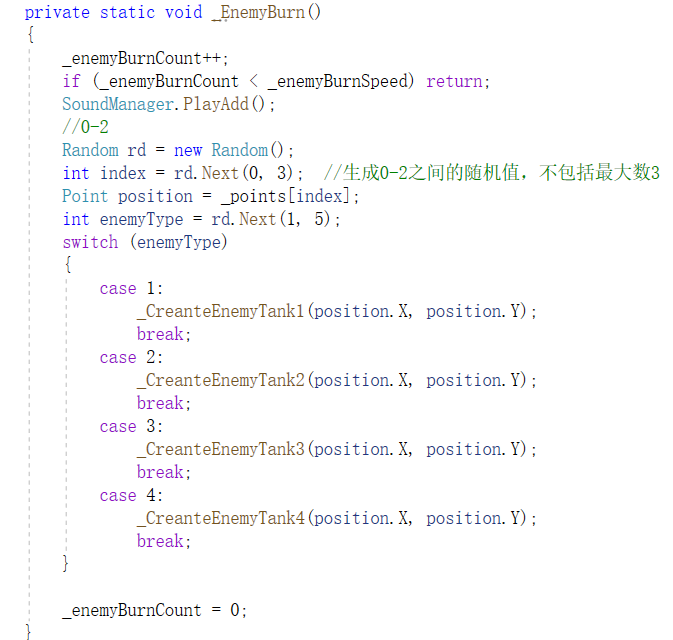 private static void _EnemyBurn()
{
_enemyBurnCount++;
if (_enemyBurnCount < _enemyBurnSpeed) return;
SoundManager.PlayAdd();
//0-2
Random rd = new Random();
int index = rd.Next(0, 3);  //生成0-2之间的随机值，不包括最大数3
Point position = _points[index];
int enemyType = rd.Next(1, 5);
switch (enemyType)
{
case 1:
_CreanteEnemyTank1(position.X, position.Y);
break;
case 2:
_CreanteEnemyTank2(position.X, position.Y);
break;
case 3:
_CreanteEnemyTank3(position.X, position.Y);
break;
case 4:
_CreanteEnemyTank4(position.X, position.Y);
break;
}
_enemyBurnCount = 0;
}